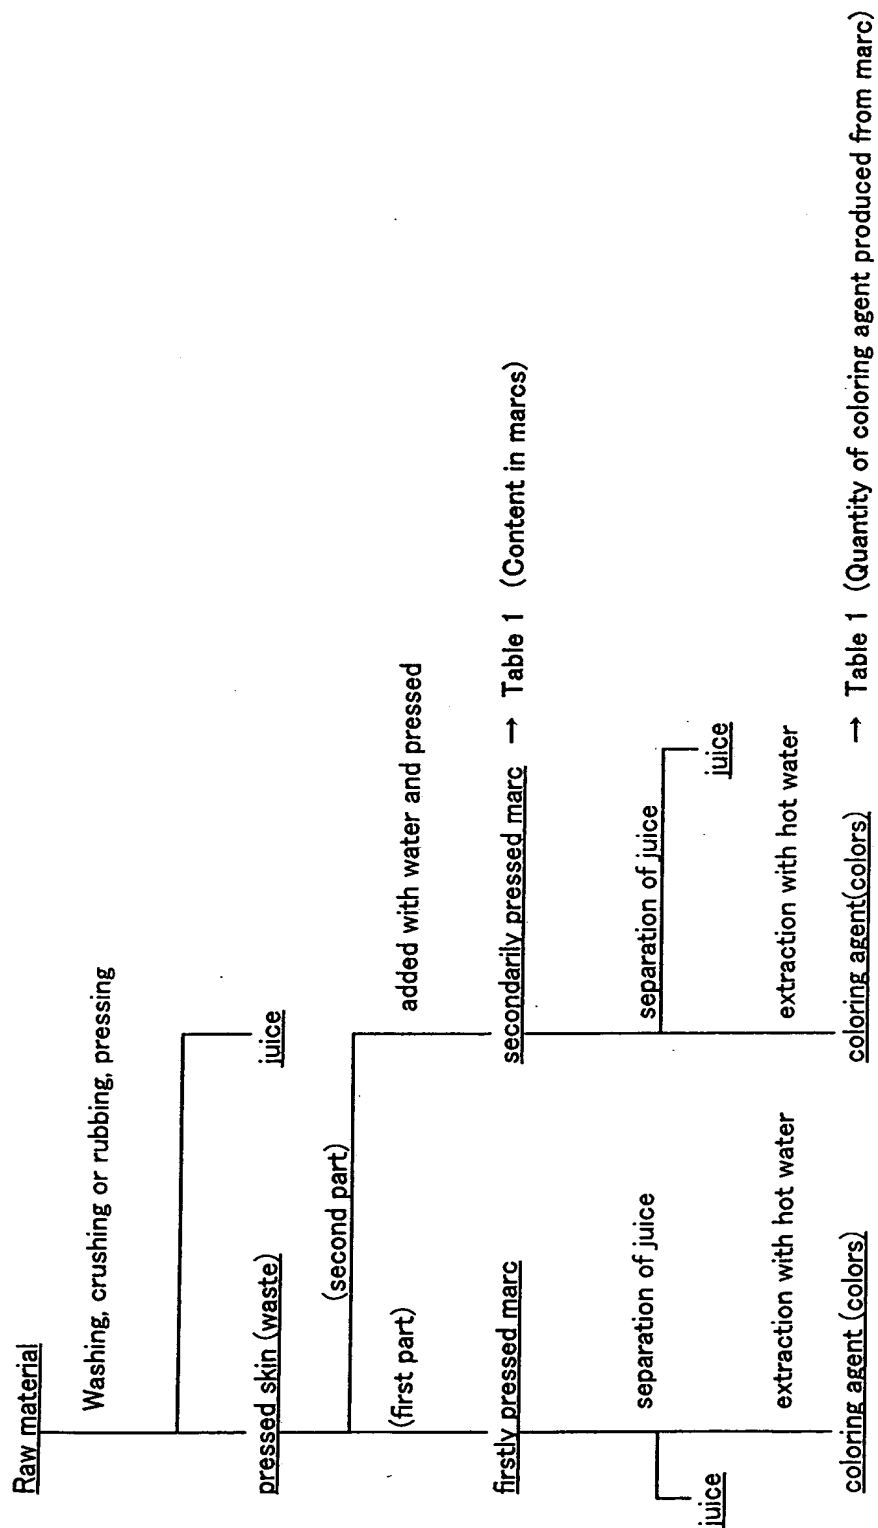 Raw material
Washing, crushing or rubbing, pressing
pressed skin (waste)
juice
(second part)
(first part)
added with water and pressed
firstly pressed marc
secondarily pressed marc → Table 1 (Content in marcs)
separation of juice
separation of juice
juice
juice
extraction with hot water
extraction with hot water
coloring agent (colors)
coloring agent(colors) → Table 1 (Quantity of coloring agent produced from marc)